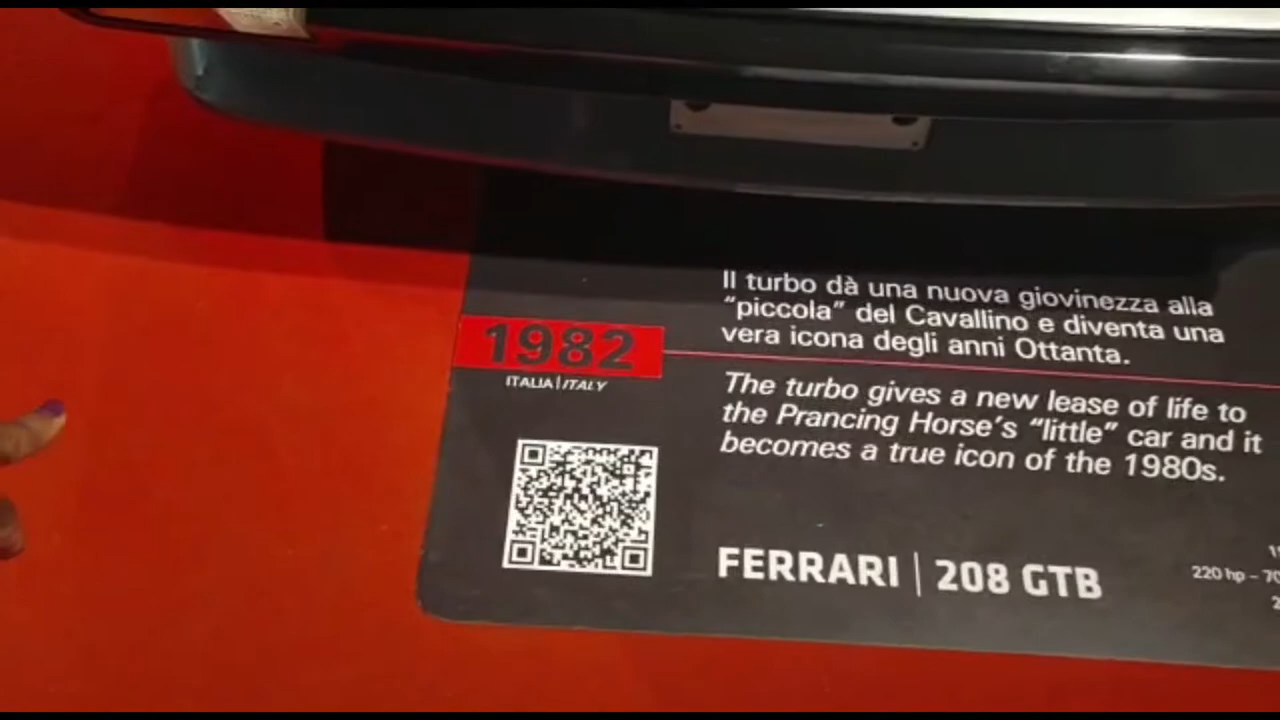 Il turbo dà una nuova giovinezza alla
“piccola” del Cavallino e diventa una
vera icona degli anni Ottanta.
1982
ITALIA | ITALY
The turbo gives a new lease of life to
the Prancing Horse’s “little” car and it
becomes a true icon of the 1980s.
FERRARI | 208 GTB
220 hp –